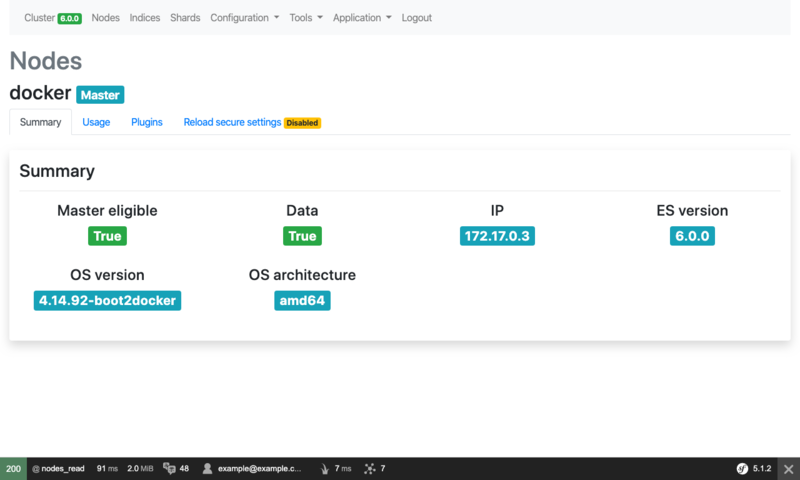 Cluster 6.0.0 Nodes Indices Shards Configuration Tools Application Logout
Nodes
docker Master
Summary Usage Plugins Reload secure settings Disabled
Summary
Master eligible Data IP ES version
True True 172.17.0.3 6.0.0
OS version OS architecture
4.14.92-boot2docker amd64
200 @ nodes_read 91 ms 2.0 MiB 48 example@example.c... 7 ms 7 5.1.2